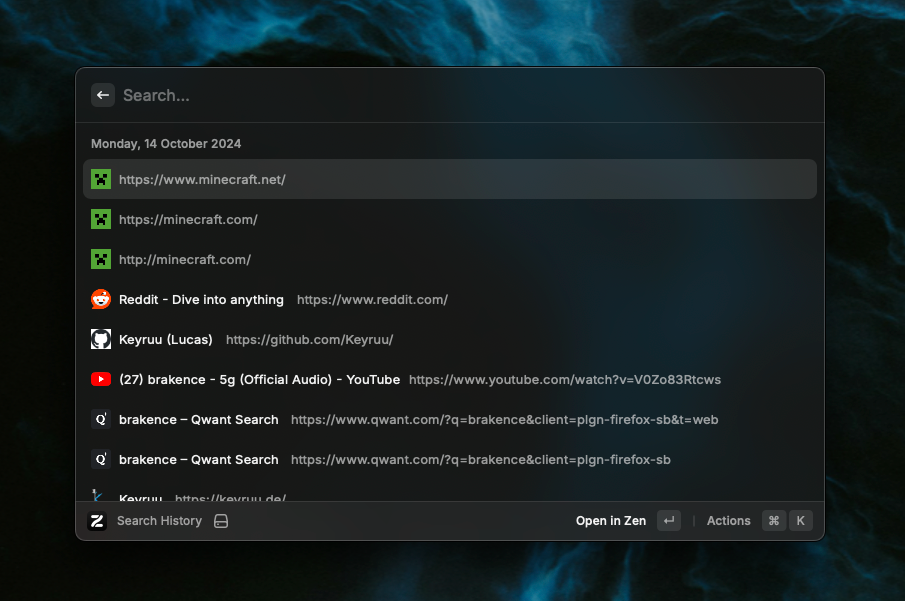 Search...
Monday, 14 October 2024
https://www.minecraft.net/
https://minecraft.com/
http://minecraft.com/
Reddit - Dive into anything https://www.reddit.com/
Keyruu (Lucas) https://github.com/Keyruu/
(27) brakence - 5g (Official Audio) - YouTube https://www.youtube.com/watch?v=V0Zo83Rtcws
brakence – Qwant Search https://www.qwant.com/?q=brakence&client=plgn-firefox-sb&t=web
brakence – Qwant Search https://www.qwant.com/?q=brakence&client=plgn-firefox-sb
Keyruu https://keyruu.de/
Search History Open in Zen ↵ | Actions ⌘ K